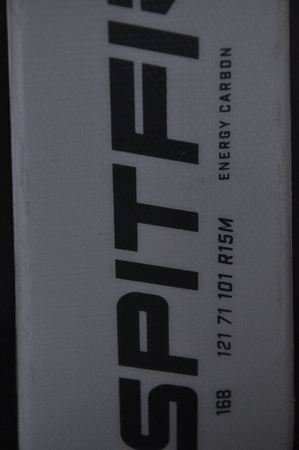 SPITFI
ENERGY CARBON
168 121 71 101 R15M